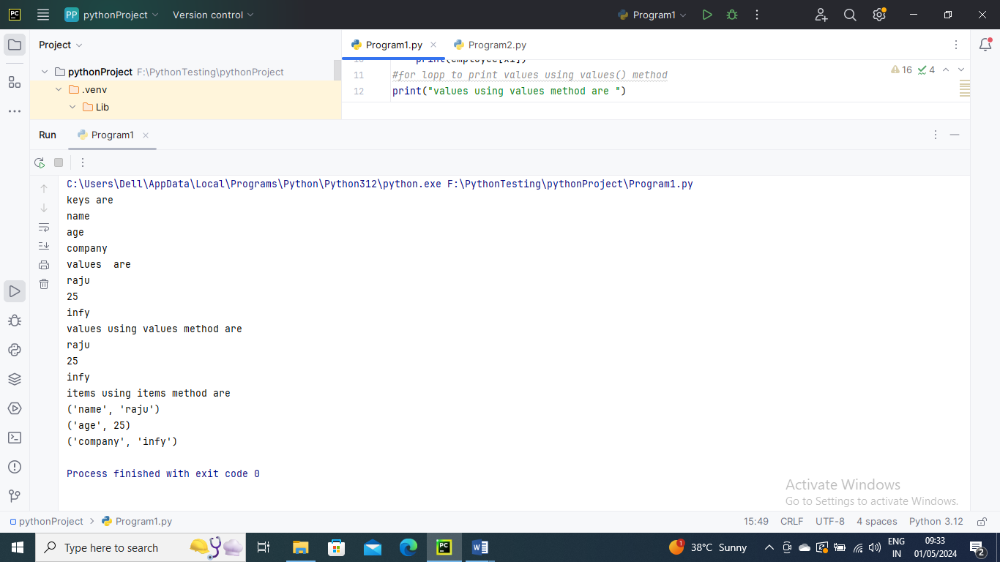 PC
PP pythonProject Version control Program1
Project Program1.py Program2.py
pythonProject F:\PythonTesting\pythonProject
.venv
Lib
10 print(employee[x1])
11 #for lopp to print values using values() method 16 4
12 print("values using values method are ")
Run Program1
C:\Users\Dell\AppData\Local\Programs\Python\Python312\python.exe F:\PythonTesting\pythonProject\Program1.py
keys are
name
age
company
values  are
raju
25
infy
values using values method are
raju
25
infy
items using items method are
('name', 'raju')
('age', 25)
('company', 'infy')
Process finished with exit code 0
Activate Windows
Go to Settings to activate Windows.
pythonProject > Program1.py 15:49 CRLF UTF-8 4 spaces Python 3.12
Type here to search PC W 1 38°C Sunny ENG 09:33
IN 01/05/2024 2